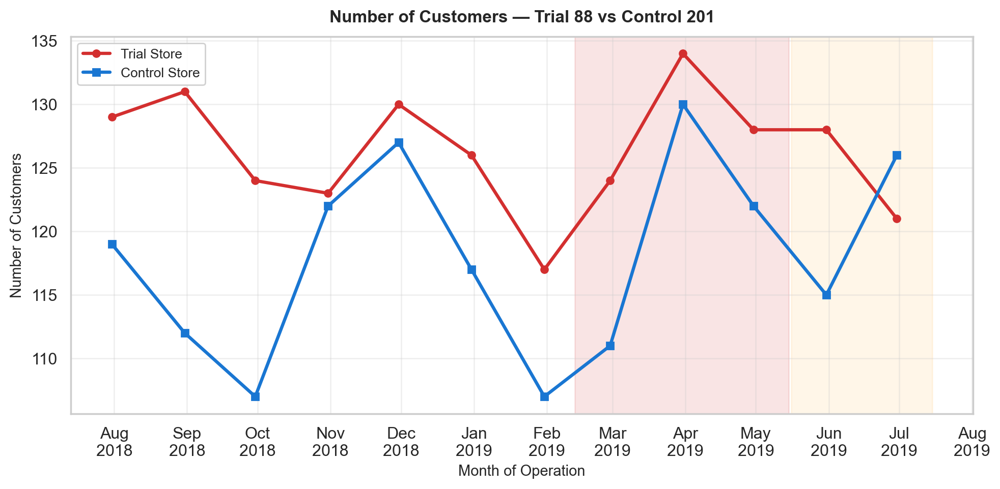 Number of Customers — Trial 88 vs Control 201
Trial Store
Control Store
Number of Customers
135
130
125
120
115
110
Aug 2018
Sep 2018
Oct 2018
Nov 2018
Dec 2018
Jan 2019
Feb 2019
Mar 2019
Apr 2019
May 2019
Jun 2019
Jul 2019
Aug 2019
Month of Operation